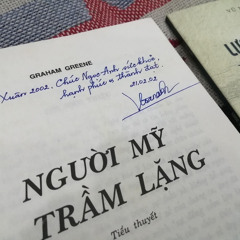 GRAHAM GREENE
Xuân 2002, Chúc Ngọc-Anh sức khỏe
hạnh phúc & thành đạt
21.02.02
NGƯỜI MỸ
TRẦM LẶNG
Tiểu thuyết